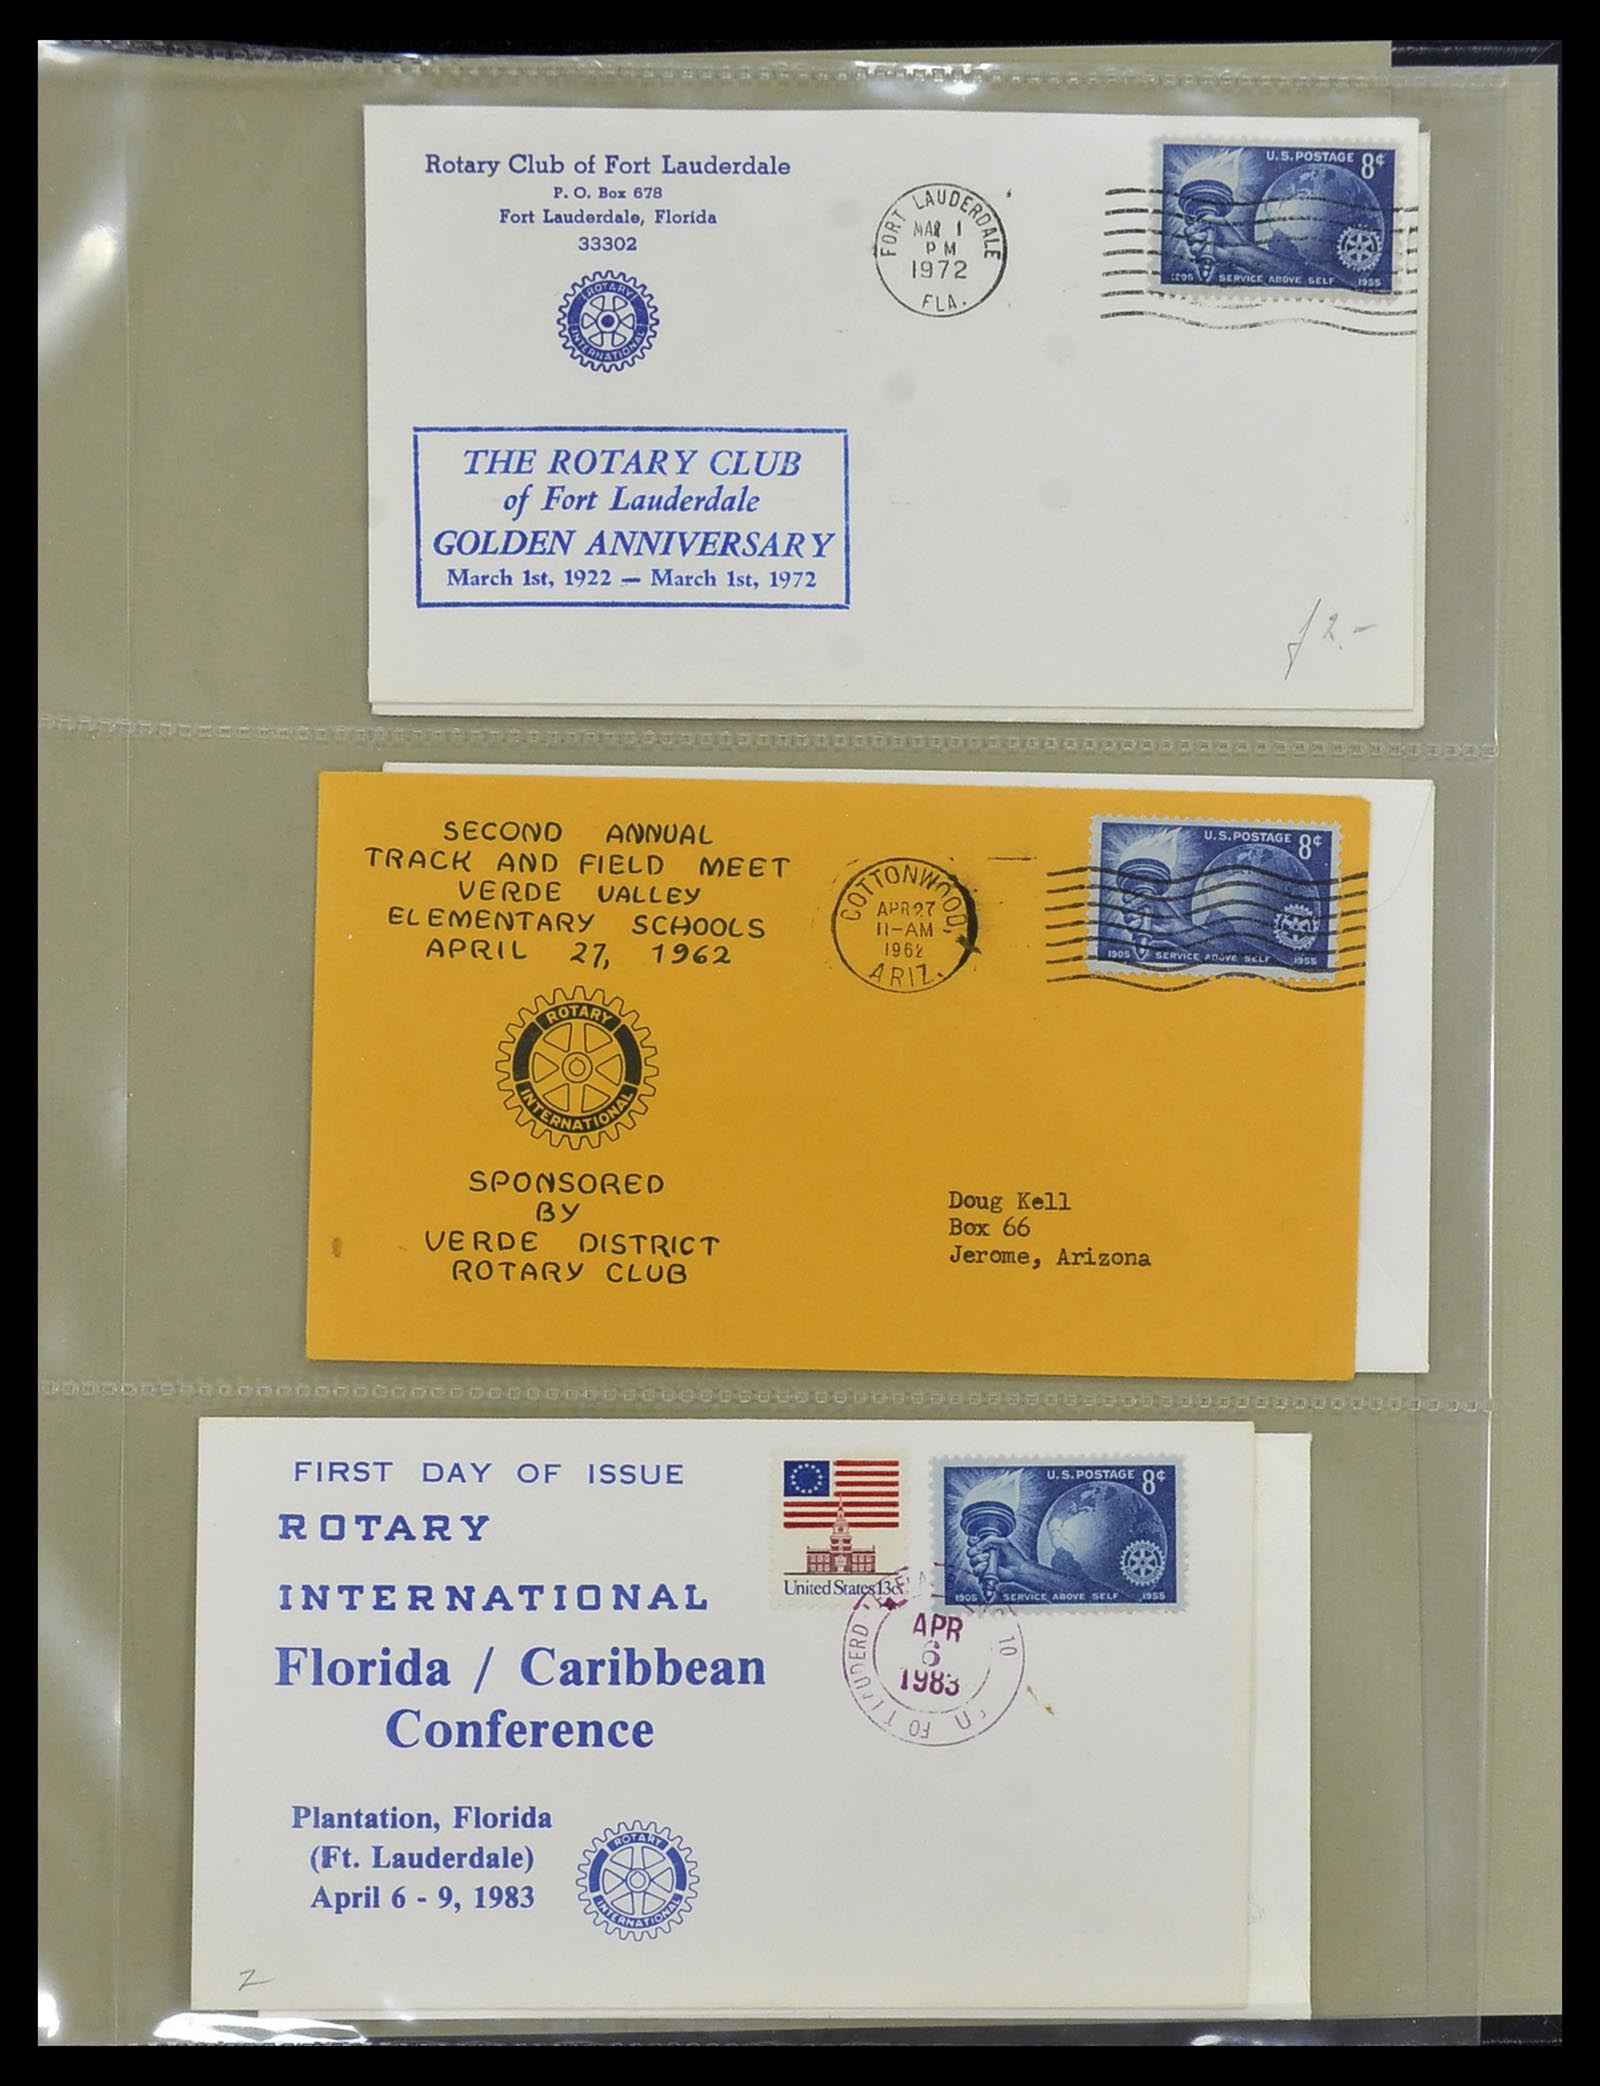 Rotary Club of Fort Lauderdale
P. O. Box 678
Fort Lauderdale, Florida
33302
ROTARY
INTERNATIONAL
THE ROTARY CLUB
of Fort Lauderdale
GOLDEN ANNIVERSARY
March 1st, 1922 — March 1st, 1972
FORT LAUDERDALE
MAR 1
PM
1972
FLA.
U.S. POSTAGE 8¢
1905 SERVICE ABOVE SELF 1955
ƒ 2.-
SECOND ANNUAL
TRACK AND FIELD MEET
VERDE VALLEY
ELEMENTARY SCHOOLS
APRIL 27, 1962
ROTARY
INTERNATIONAL
SPONSORED
BY
VERDE DISTRICT
ROTARY CLUB
COTTONWOOD,
APR 27
11-AM
1962
ARIZ.
U.S. POSTAGE 8¢
1905 SERVICE ABOVE SELF 1955
Doug Kell
Box 66
Jerome, Arizona
FIRST DAY OF ISSUE
ROTARY
INTERNATIONAL
Florida / Caribbean
Conference
Plantation, Florida
(Ft. Lauderdale)
April 6 - 9, 1983
ROTARY
INTERNATIONAL
United States 13c
U.S. POSTAGE 8¢
1905 SERVICE ABOVE SELF 1955
APR
6
1983
2